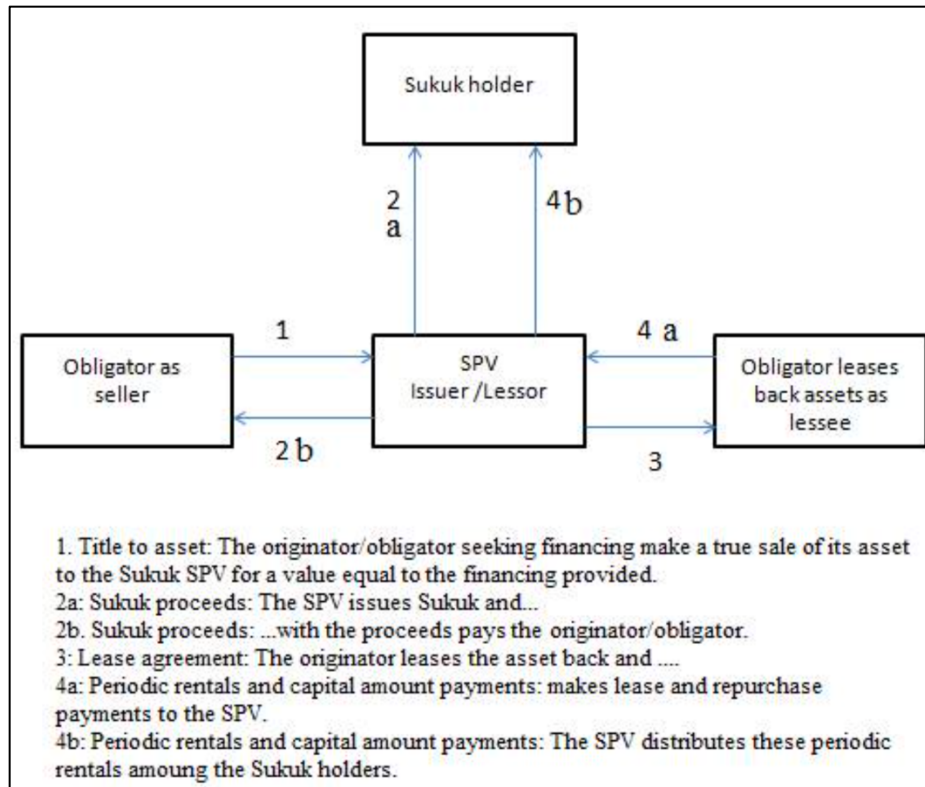 Sukuk holder
2
a
4b
1
4 a
Obligator as
seller
SPV
Issuer /Lessor
Obligator leases
back assets as
lessee
2b
3
1. Title to asset: The originator/obligator seeking financing make a true sale of its asset
to the Sukuk SPV for a value equal to the financing provided.
2a: Sukuk proceeds: The SPV issues Sukuk and...
2b. Sukuk proceeds: ...with the proceeds pays the originator/obligator.
3: Lease agreement: The originator leases the asset back and ....
4a: Periodic rentals and capital amount payments: makes lease and repurchase
payments to the SPV.
4b: Periodic rentals and capital amount payments: The SPV distributes these periodic
rentals amoung the Sukuk holders.